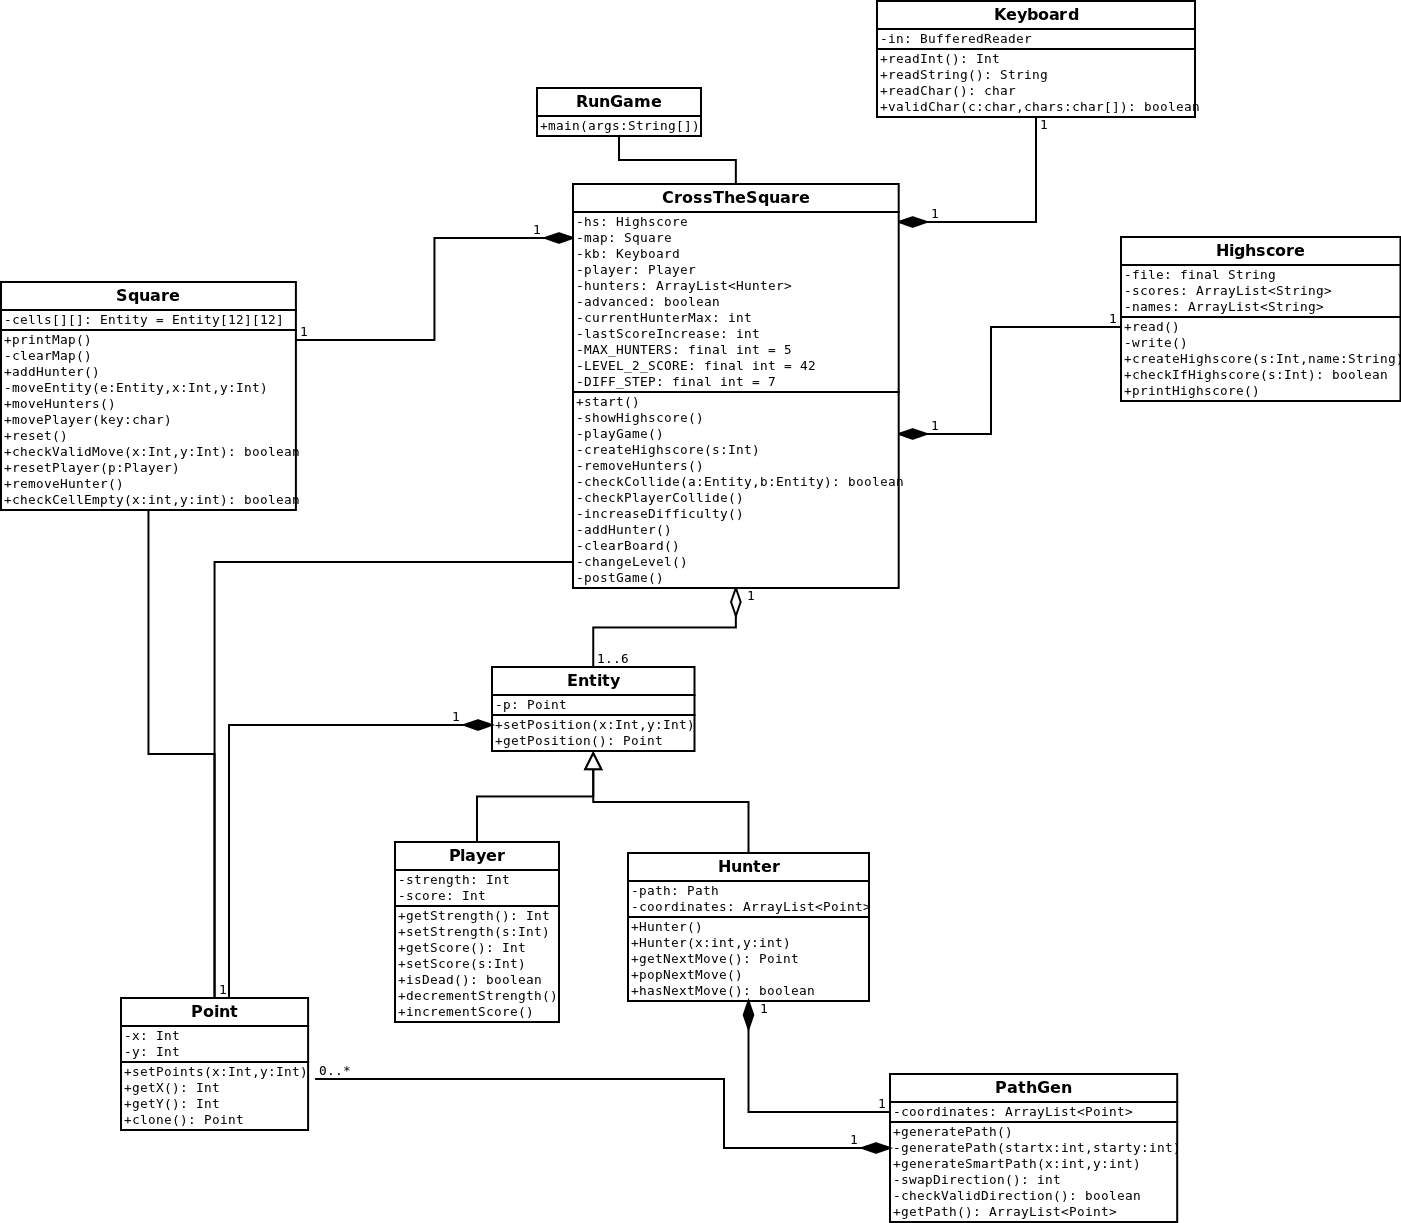 Keyboard
-in: BufferedReader
+readInt(): Int
+readString(): String
+readChar(): char
+validChar(c:char,chars:char[]): boolean
1
RunGame
+main(args:String[])
CrossTheSquare
-hs: Highscore
-map: Square
-kb: Keyboard
-player: Player
-hunters: ArrayList<Hunter>
-advanced: boolean
-currentHunterMax: int
-lastScoreIncrease: int
-MAX_HUNTERS: final int = 5
-LEVEL_2_SCORE: final int = 42
-DIFF_STEP: final int = 7
+start()
-showHighscore()
-playGame()
-createHighscore(s:Int)
-removeHunters()
-checkCollide(a:Entity,b:Entity): boolean
-checkPlayerCollide()
-increaseDifficulty()
-addHunter()
-clearBoard()
-changeLevel()
-postGame()
1
1
1
1
Highscore
-file: final String
-scores: ArrayList<String>
-names: ArrayList<String>
+read()
-write()
+createHighscore(s:Int,name:String)
+checkIfHighscore(s:Int): boolean
+printHighscore()
1
Square
-cells[][]: Entity = Entity[12][12]
+printMap()
-clearMap()
+addHunter()
-moveEntity(e:Entity,x:Int,y:Int)
+moveHunters()
+movePlayer(key:char)
+reset()
+checkValidMove(x:Int,y:Int): boolean
+resetPlayer(p:Player)
+removeHunter()
+checkCellEmpty(x:int,y:int): boolean
1
1..6
Entity
-p: Point
+setPosition(x:Int,y:Int)
+getPosition(): Point
1
Player
-strength: Int
-score: Int
+getStrength(): Int
+setStrength(s:Int)
+getScore(): Int
+setScore(s:Int)
+isDead(): boolean
+decrementStrength()
+incrementScore()
Hunter
-path: Path
-coordinates: ArrayList<Point>
+Hunter()
+Hunter(x:int,y:int)
+getNextMove(): Point
+popNextMove()
+hasNextMove(): boolean
1
1
Point
-x: Int
-y: Int
+setPoints(x:Int,y:Int)
+getX(): Int
+getY(): Int
+clone(): Point
0..*
PathGen
-coordinates: ArrayList<Point>
+generatePath()
-generatePath(startx:int,starty:int)
+generateSmartPath(x:int,y:int)
-swapDirection(): int
-checkValidDirection(): boolean
+getPath(): ArrayList<Point>
1
1